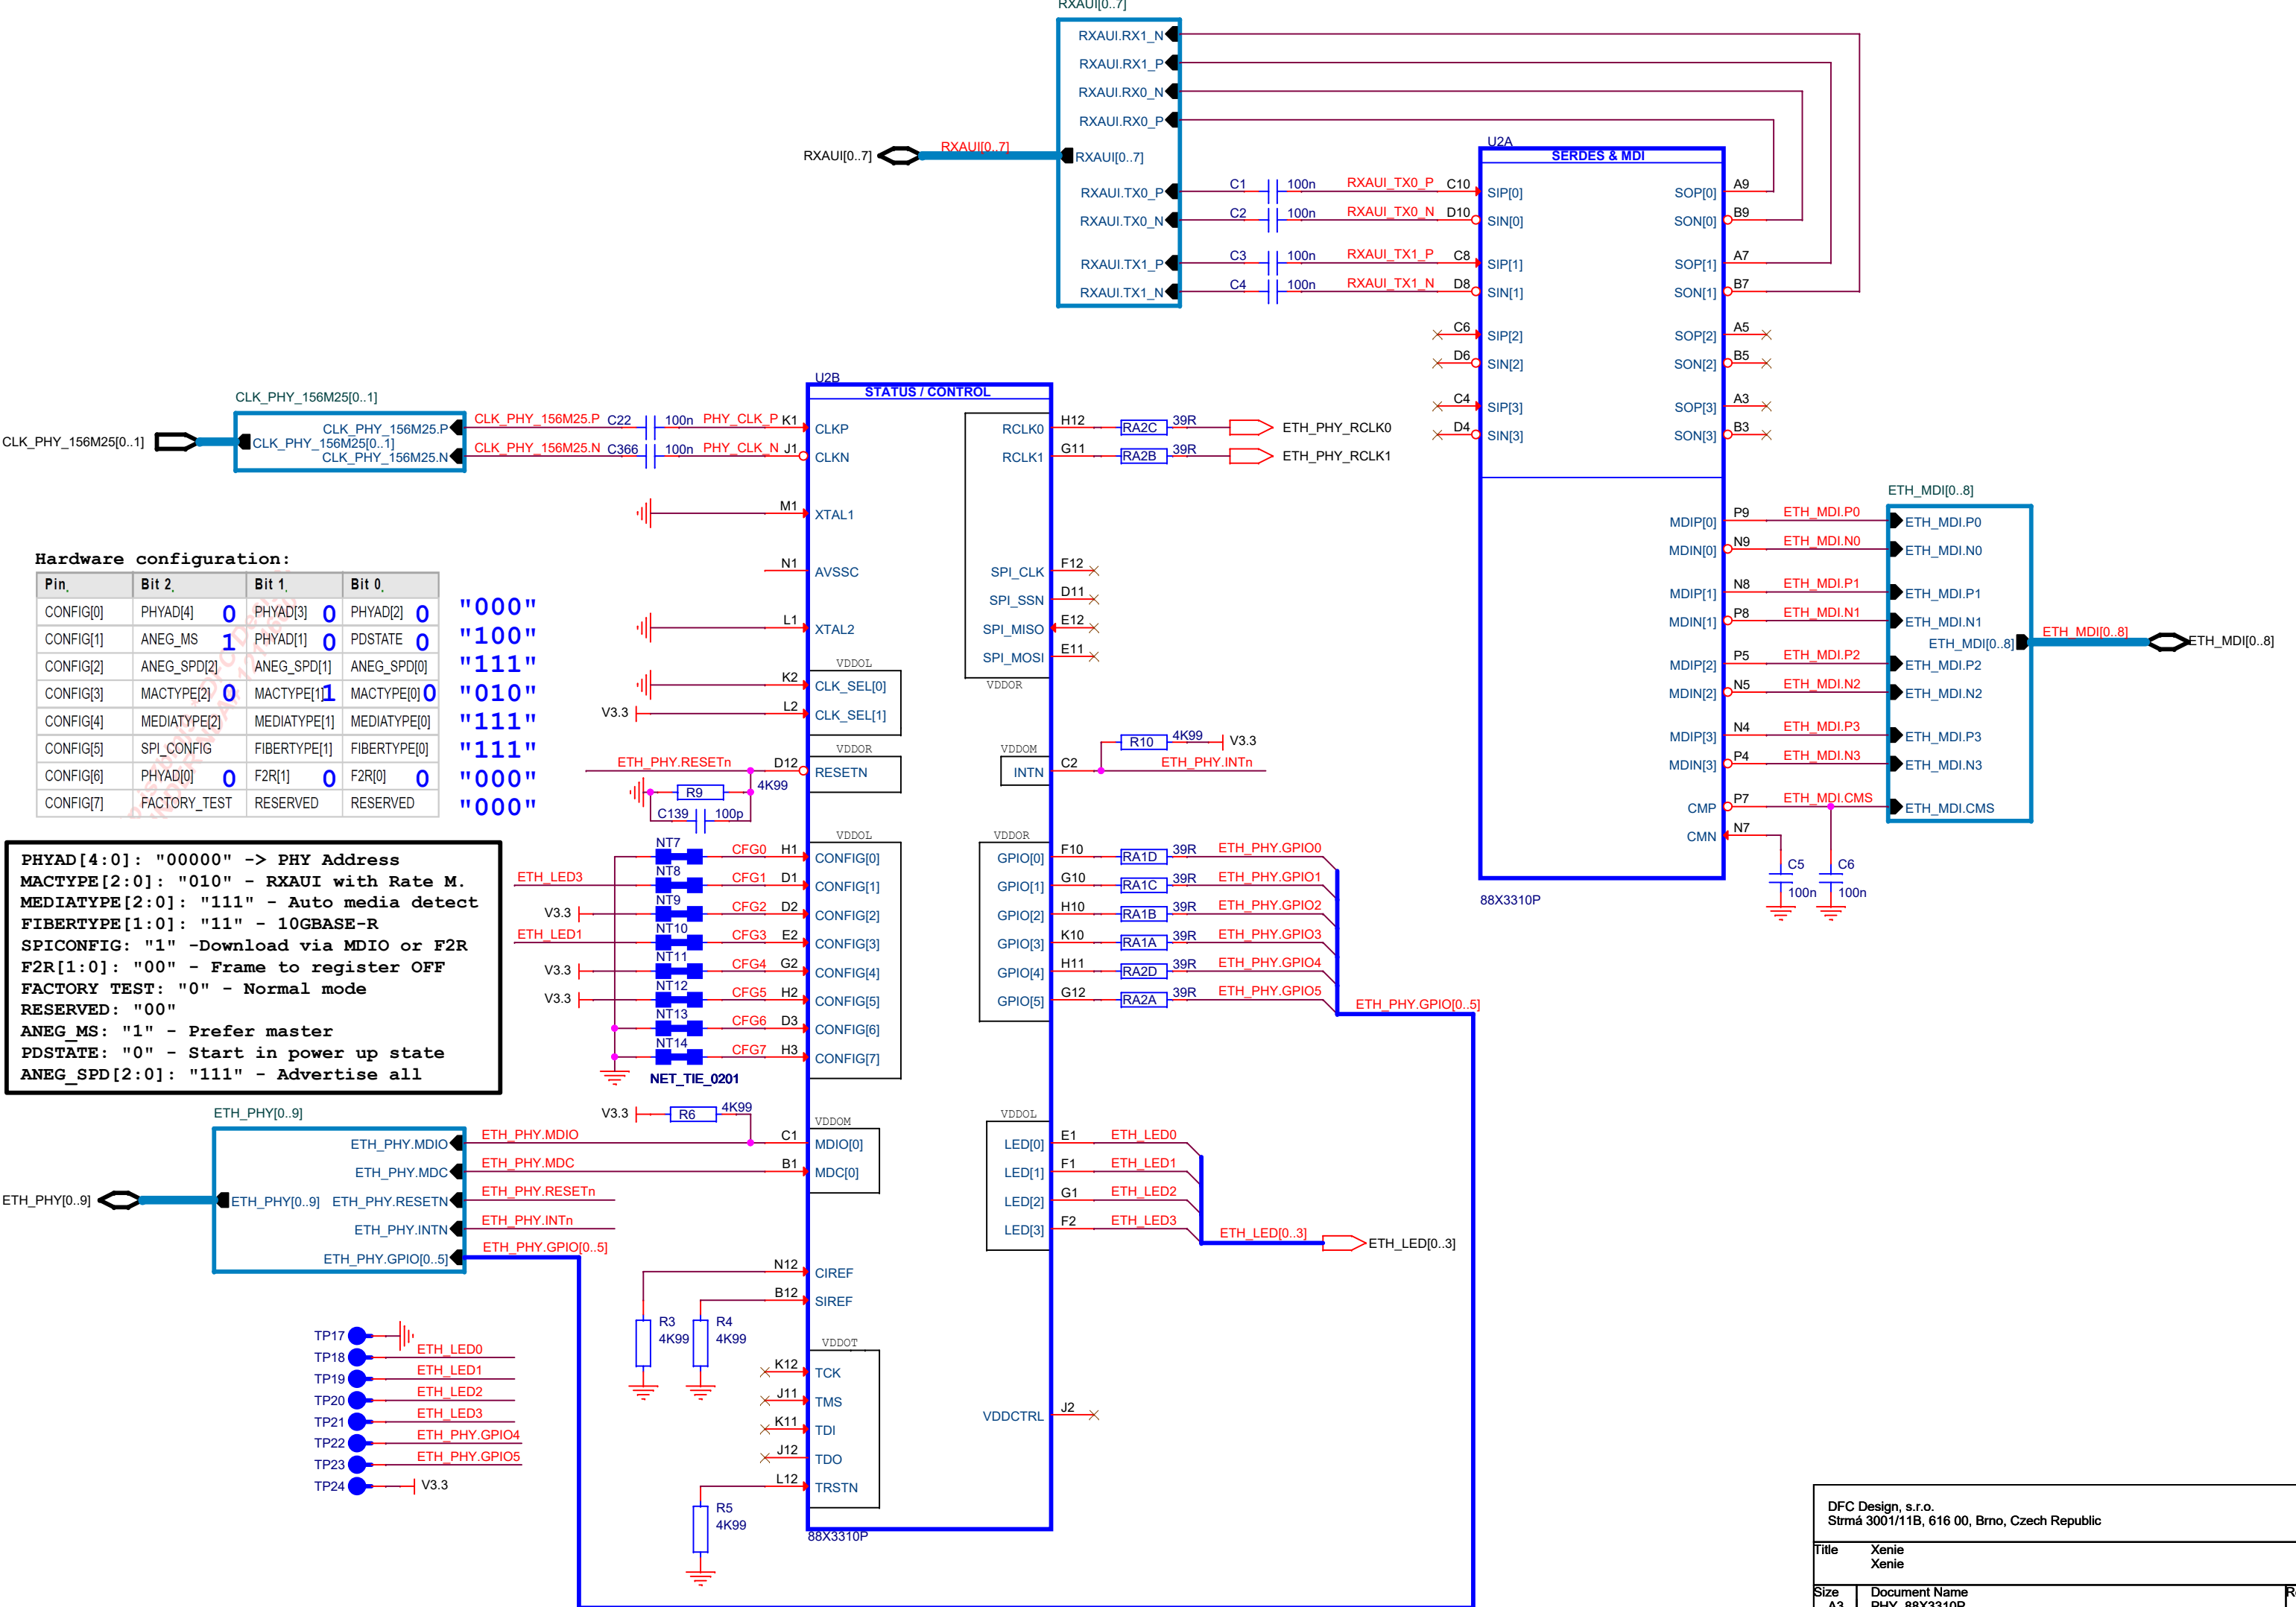 RXAUI[0..7]
RXAUI.RX1_N
RXAUI.RX1_P
RXAUI.RX0_N
RXAUI.RX0_P
RXAUI[0..7] RXAUI[0..7] RXAUI[0..7]
RXAUI.TX0_P C1 100n RXAUI_TX0_P C10
RXAUI.TX0_N C2 100n RXAUI_TX0_N D10
RXAUI.TX1_P C3 100n RXAUI_TX1_P C8
RXAUI.TX1_N C4 100n RXAUI_TX1_N D8
U2A
SERDES & MDI
SIP[0] SOP[0] A9
SIN[0] SON[0] B9
SIP[1] SOP[1] A7
SIN[1] SON[1] B7
C6 SIP[2] SOP[2] A5
D6 SIN[2] SON[2] B5
C4 SIP[3] SOP[3] A3
D4 SIN[3] SON[3] B3
MDIP[0] P9 ETH_MDI.P0
MDIN[0] N9 ETH_MDI.N0
MDIP[1] N8 ETH_MDI.P1
MDIN[1] P8 ETH_MDI.N1
MDIP[2] P5 ETH_MDI.P2
MDIN[2] N5 ETH_MDI.N2
MDIP[3] N4 ETH_MDI.P3
MDIN[3] P4 ETH_MDI.N3
CMP P7 ETH_MDI.CMS
CMN N7
C5 100n
C6 100n
88X3310P
ETH_MDI[0..8]
ETH_MDI.P0
ETH_MDI.N0
ETH_MDI.P1
ETH_MDI.N1
ETH_MDI[0..8] ETH_MDI[0..8] ETH_MDI[0..8]
ETH_MDI.P2
ETH_MDI.N2
ETH_MDI.P3
ETH_MDI.N3
ETH_MDI.CMS
CLK_PHY_156M25[0..1]
CLK_PHY_156M25.P
CLK_PHY_156M25[0..1] CLK_PHY_156M25[0..1]
CLK_PHY_156M25.N
CLK_PHY_156M25.P C22 100n PHY_CLK_P K1
CLK_PHY_156M25.N C366 100n PHY_CLK_N J1
U2B
STATUS / CONTROL
CLKP RCLK0 H12 RA2C 39R ETH_PHY_RCLK0
CLKN RCLK1 G11 RA2B 39R ETH_PHY_RCLK1
M1 XTAL1
N1 AVSSC SPI_CLK F12
SPI_SSN D11
L1 XTAL2 SPI_MISO E12
SPI_MOSI E11
VDDOL VDDOR
K2 CLK_SEL[0]
V3.3 L2 CLK_SEL[1]
VDDOR VDDOM
R10 4K99 V3.3
ETH_PHY.RESETn D12 RESETN INTN C2 ETH_PHY.INTn
R9 4K99
C139 100p
VDDOL VDDOR
NT7 CFG0 H1 CONFIG[0] GPIO[0] F10 RA1D 39R ETH_PHY.GPIO0
ETH_LED3 NT8 CFG1 D1 CONFIG[1] GPIO[1] G10 RA1C 39R ETH_PHY.GPIO1
V3.3 NT9 CFG2 D2 CONFIG[2] GPIO[2] H10 RA1B 39R ETH_PHY.GPIO2
ETH_LED1 NT10 CFG3 E2 CONFIG[3] GPIO[3] K10 RA1A 39R ETH_PHY.GPIO3
V3.3 NT11 CFG4 G2 CONFIG[4] GPIO[4] H11 RA2D 39R ETH_PHY.GPIO4
V3.3 NT12 CFG5 H2 CONFIG[5] GPIO[5] G12 RA2A 39R ETH_PHY.GPIO5
NT13 CFG6 D3 CONFIG[6] ETH_PHY.GPIO[0..5]
NT14 CFG7 H3 CONFIG[7]
NET_TIE_0201
Hardware configuration:
Pin Bit 2 Bit 1 Bit 0
CONFIG[0] PHYAD[4] 0 PHYAD[3] 0 PHYAD[2] 0 "000"
CONFIG[1] ANEG_MS 1 PHYAD[1] 0 PDSTATE 0 "100"
CONFIG[2] ANEG_SPD[2] ANEG_SPD[1] ANEG_SPD[0] "111"
CONFIG[3] MACTYPE[2] 0 MACTYPE[1] 1 MACTYPE[0] 0 "010"
CONFIG[4] MEDIATYPE[2] MEDIATYPE[1] MEDIATYPE[0] "111"
CONFIG[5] SPI_CONFIG FIBERTYPE[1] FIBERTYPE[0] "111"
CONFIG[6] PHYAD[0] 0 F2R[1] 0 F2R[0] 0 "000"
CONFIG[7] FACTORY_TEST RESERVED RESERVED "000"
PHYAD[4:0]: "00000" -> PHY Address
MACTYPE[2:0]: "010" - RXAUI with Rate M.
MEDIATYPE[2:0]: "111" - Auto media detect
FIBERTYPE[1:0]: "11" - 10GBASE-R
SPICONFIG: "1" -Download via MDIO or F2R
F2R[1:0]: "00" - Frame to register OFF
FACTORY TEST: "0" - Normal mode
RESERVED: "00"
ANEG_MS: "1" - Prefer master
PDSTATE: "0" - Start in power up state
ANEG_SPD[2:0]: "111" - Advertise all
ETH_PHY[0..9]
V3.3 R6 4K99 VDDOM VDDOL
ETH_PHY.MDIO ETH_PHY.MDIO C1 MDIO[0] LED[0] E1 ETH_LED0
ETH_PHY.MDC ETH_PHY.MDC B1 MDC[0] LED[1] F1 ETH_LED1
ETH_PHY[0..9] ETH_PHY[0..9] ETH_PHY.RESETN ETH_PHY.RESETn LED[2] G1 ETH_LED2
ETH_PHY.INTN ETH_PHY.INTn LED[3] F2 ETH_LED3
ETH_PHY.GPIO[0..5] ETH_PHY.GPIO[0..5] ETH_LED[0..3] ETH_LED[0..3]
N12 CIREF
B12 SIREF
R3 4K99
R4 4K99
VDDOT
K12 TCK
J11 TMS
K11 TDI
J12 TDO
L12 TRSTN
VDDCTRL J2
R5
4K99
88X3310P
TP17
TP18 ETH_LED0
TP19 ETH_LED1
TP20 ETH_LED2
TP21 ETH_LED3
TP22 ETH_PHY.GPIO4
TP23 ETH_PHY.GPIO5
TP24 V3.3
DFC Design, s.r.o.
Strmá 3001/11B, 616 00, Brno, Czech Republic
Title Xenie
Xenie
Size Document Name
A3 PHY_88X3310P